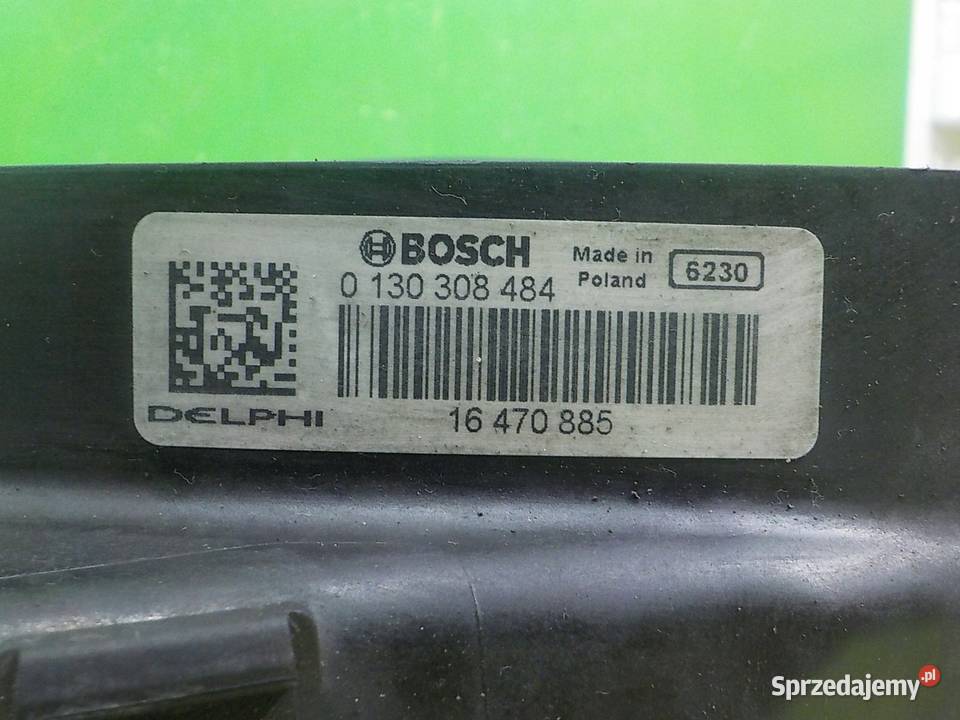 BOSCH
Made in
Poland
6230
0 130 308 484
DELPHI
16 470 885
Sprzedajemy.pl